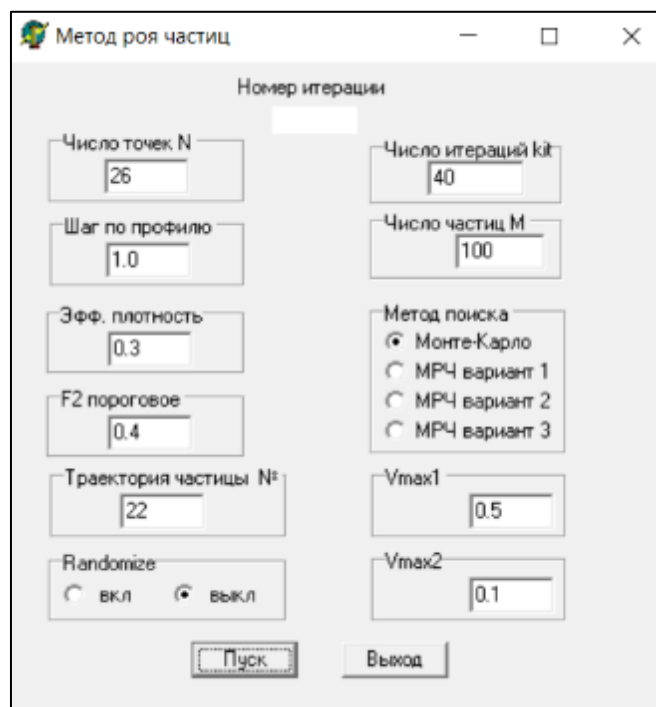 Метод роя частиц
Номер итерации
Число точек N
26
Число итераций kit
40
Шаг по профилю
1.0
Число частиц M
100
Эфф. плотность
0.3
Метод поиска
Монте-Карло
МРЧ вариант 1
МРЧ вариант 2
МРЧ вариант 3
F2 пороговое
0.4
Траектория частицы №
22
Vmax1
0.5
Randomize
вкл
выкл
Vmax2
0.1
Пуск
Выход